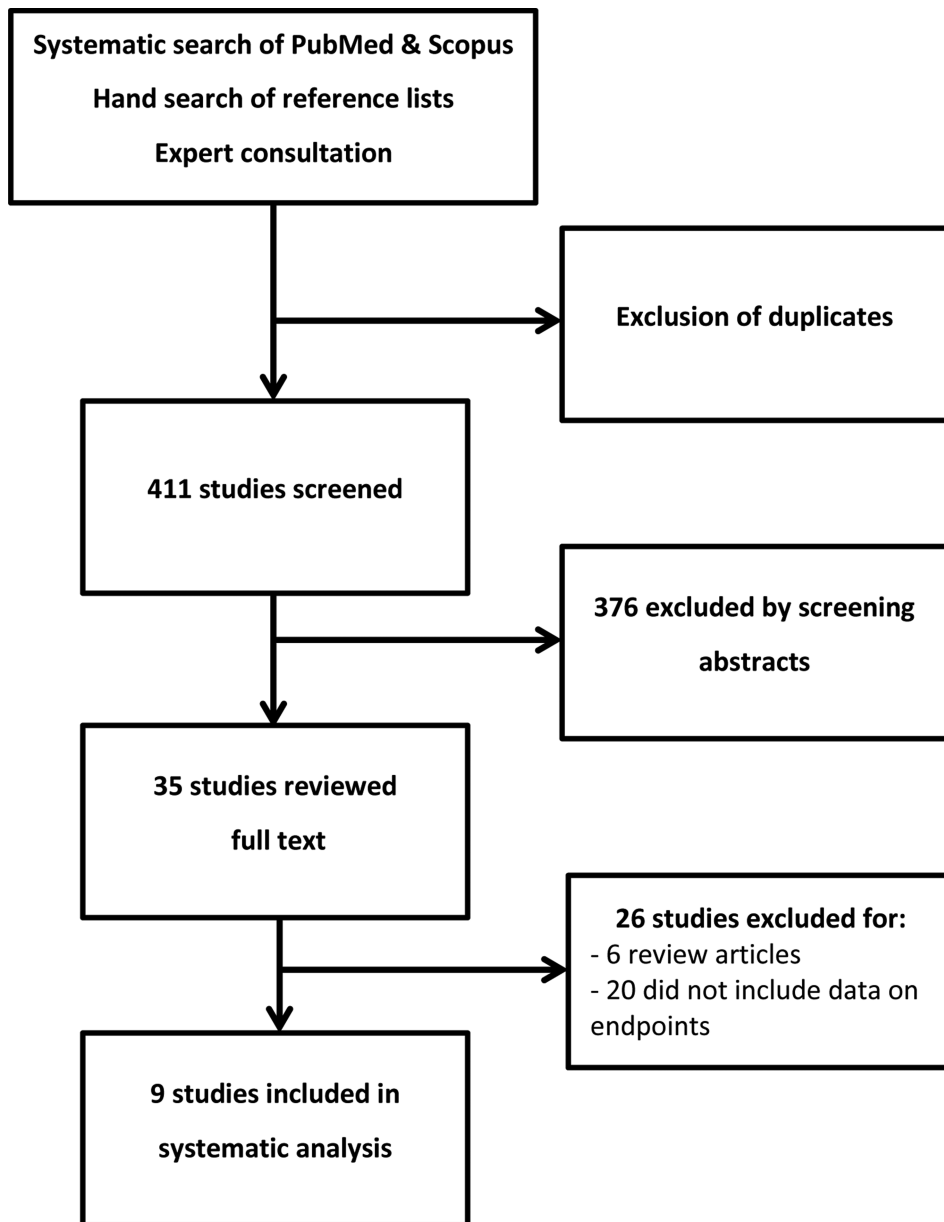 Systematic search of PubMed & Scopus
Hand search of reference lists
Expert consultation
Exclusion of duplicates
411 studies screened
376 excluded by screening
abstracts
35 studies reviewed
full text
26 studies excluded for:
- 6 review articles
- 20 did not include data on
endpoints
9 studies included in
systematic analysis